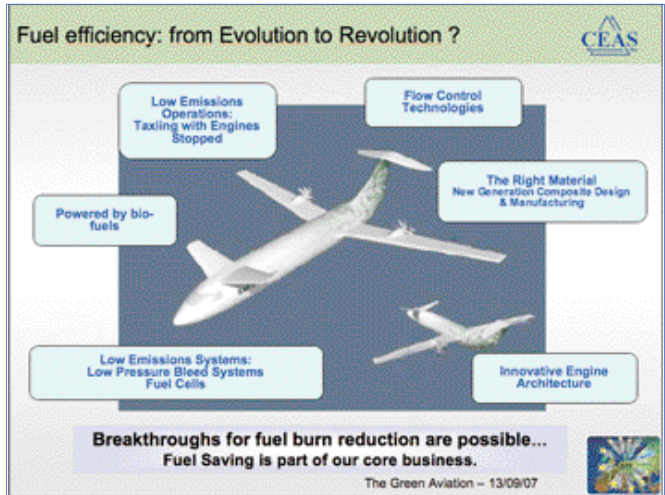 Fuel efficiency: from Evolution to Revolution ?
CEAS
Low Emissions
Operations:
Taxiing with Engines
Stopped
Flow Control
Technologies
The Right Material
New Generation Composite Design
& Manufacturing
Powered by bio-
fuels
Low Emissions Systems:
Low Pressure Bleed Systems
Fuel Cells
Innovative Engine
Architecture
Breakthroughs for fuel burn reduction are possible...
Fuel Saving is part of our core business.
The Green Aviation – 13/09/07